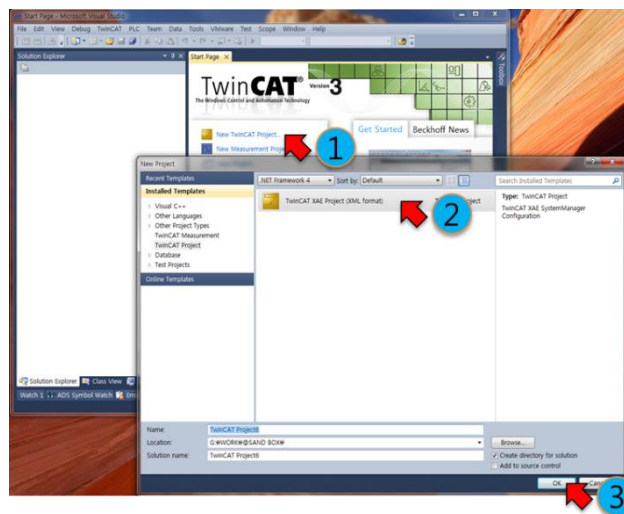 Start Page - Microsoft Visual Studio
File Edit View Debug TwinCAT PLC Team Data Tools VMware Test Scope Window Help
Solution Explorer
Start Page
Toolbox
TwinCAT® Version 3
The Windows Control and Automation Technology
New TwinCAT Project...
Get Started Beckhoff News
New Measurement
1
New Project
Recent Templates
.NET Framework 4 Sort by: Default
Search Installed Templates
Installed Templates
Visual C++
Other Languages
Other Project Types
TwinCAT Measurement
TwinCAT Project
Database
Test Projects
Online Templates
TwinCAT XAE Project (XML format)
2
Type: TwinCAT Project
TwinCAT XAE SystemManager
Configuration
Solution Explorer Class View
Watch 1 ADS Symbol Watch
Name: TwinCAT Project6
Location: G:₩WORK₩@SAND BOX₩ Browse...
Solution name: TwinCAT Project6
Create directory for solution
Add to source control
OK
3